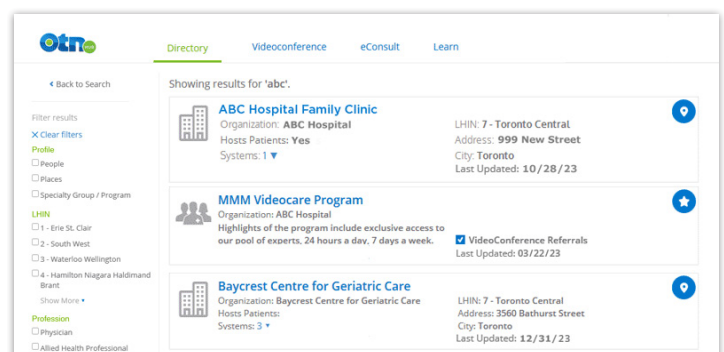 otn hub
Directory
Videoconference
eConsult
Learn
Back to Search
Filter results
Clear filters
Profile
People
Places
Specialty Group / Program
LHIN
1 - Erie St. Clair
2 - South West
3 - Waterloo Wellington
4 - Hamilton Niagara Haldimand
Brant
Show More
Profession
Physician
Allied Health Professional
Showing results for 'abc'.
ABC Hospital Family Clinic
Organization: ABC Hospital
Hosts Patients: Yes
Systems: 1
LHIN: 7 - Toronto Central
Address: 999 New Street
City: Toronto
Last Updated: 10/28/23
MMM Videocare Program
Organization: ABC Hospital
Highlights of the program include exclusive access to
our pool of experts, 24 hours a day, 7 days a week.
VideoConference Referrals
Last Updated: 03/22/23
Baycrest Centre for Geriatric Care
Organization: Baycrest Centre for Geriatric Care
Hosts Patients:
Systems: 3
LHIN: 7 - Toronto Central
Address: 3560 Bathurst Street
City: Toronto
Last Updated: 12/31/23